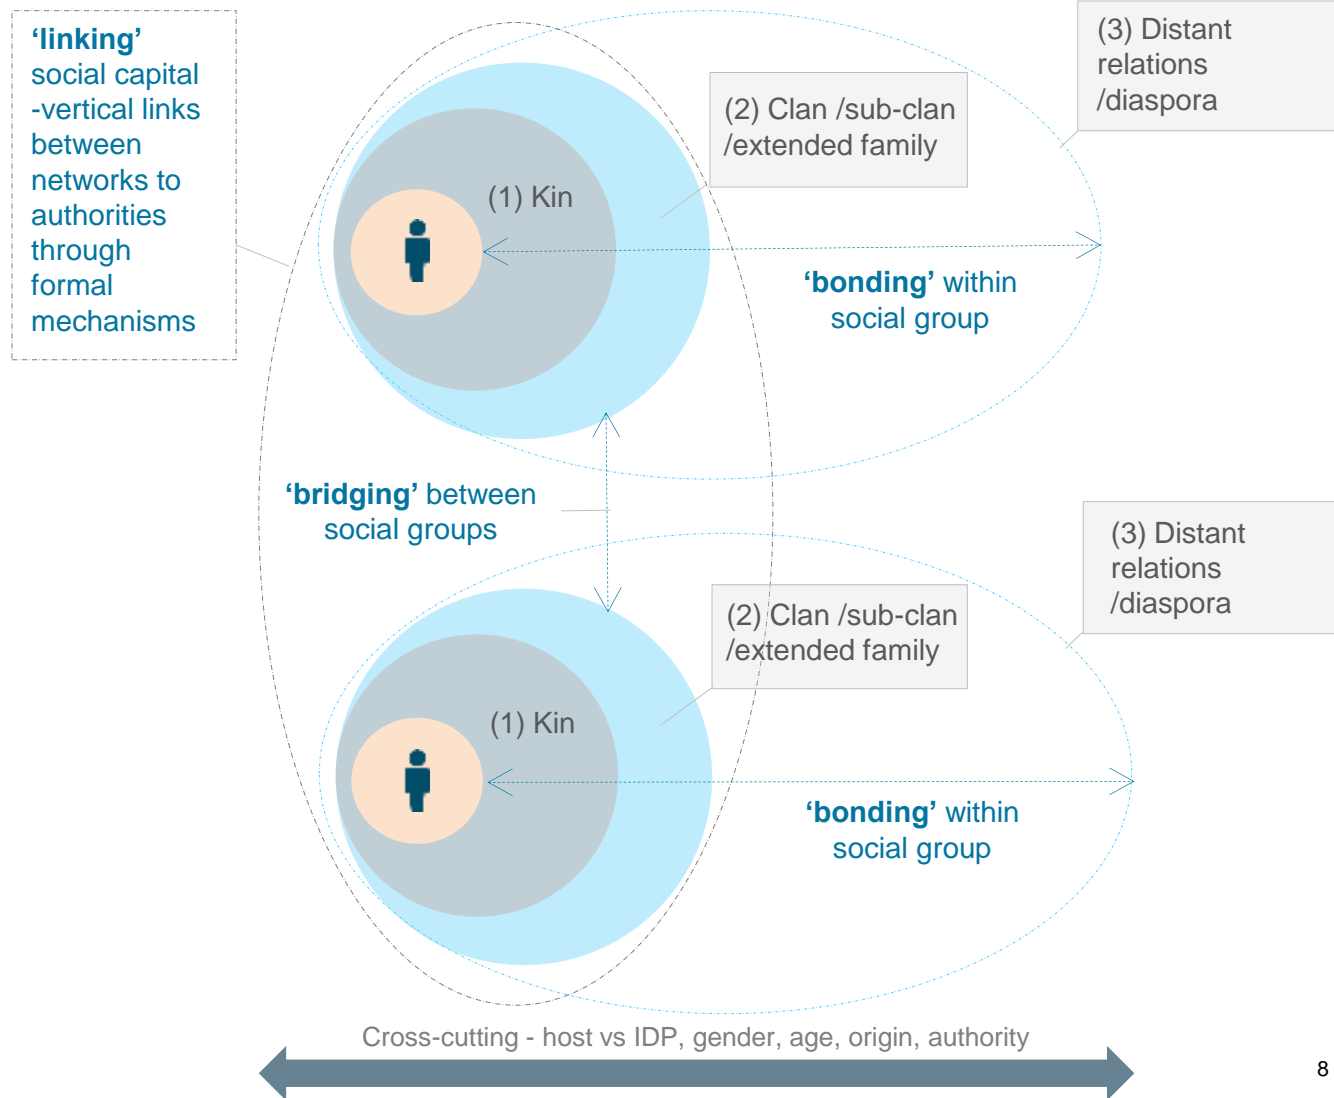 ‘linking’
social capital
-vertical links
between
networks to
authorities
through
formal
mechanisms
(3) Distant
relations
/diaspora
(2) Clan /sub-clan
/extended family
(1) Kin
‘bonding’ within
social group
‘bridging’ between
social groups
(3) Distant
relations
/diaspora
(2) Clan /sub-clan
/extended family
(1) Kin
‘bonding’ within
social group
Cross-cutting - host vs IDP, gender, age, origin, authority
8